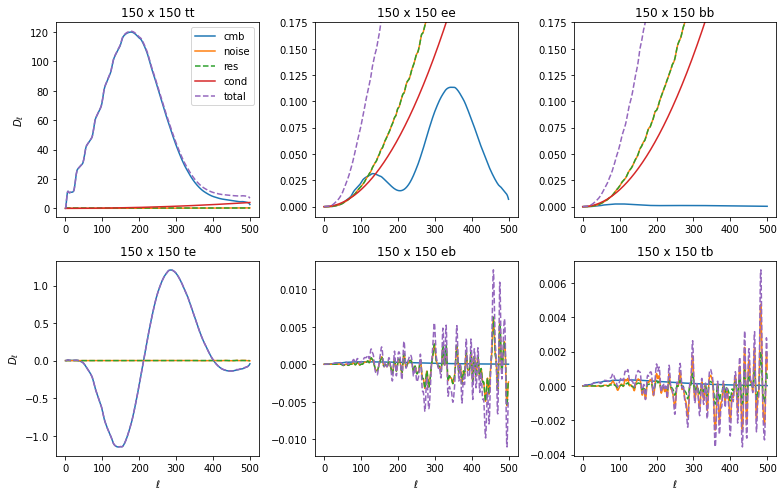 150 x 150 tt
120
100
80
60
40
20
0
Dℓ
0 100 200 300 400 500
cmb
noise
res
cond
total
150 x 150 ee
0.175
0.150
0.125
0.100
0.075
0.050
0.025
0.000
0 100 200 300 400 500
150 x 150 bb
0.175
0.150
0.125
0.100
0.075
0.050
0.025
0.000
0 100 200 300 400 500
150 x 150 te
1.0
0.5
0.0
−0.5
−1.0
Dℓ
0 100 200 300 400 500
ℓ
150 x 150 eb
0.010
0.005
0.000
−0.005
−0.010
0 100 200 300 400 500
ℓ
150 x 150 tb
0.006
0.004
0.002
0.000
−0.002
−0.004
0 100 200 300 400 500
ℓ